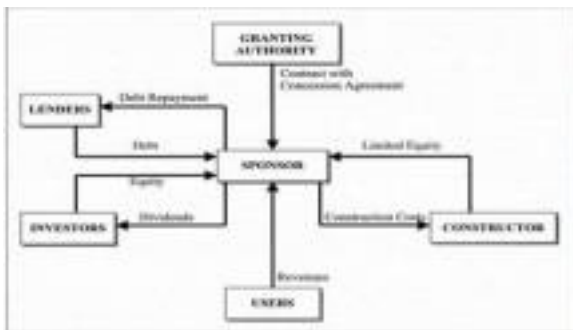 GRANTING
AUTHORITY
Contract with
Concession Agreement
Debt Repayment
LENDERS
Debt
Limited Equity
SPONSOR
Equity
Dividends
Construction Costs
INVESTORS
CONSTRUCTOR
Revenues
USERS